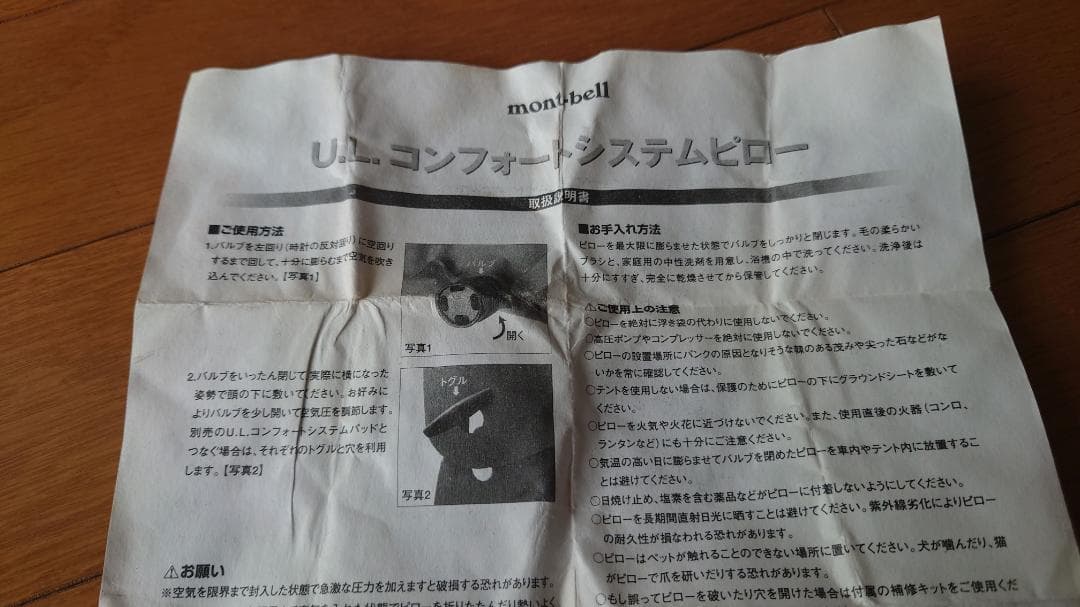 mont-bell
U.L. コンフォートシステムピロー
取扱説明書
■ご使用方法
1.バルブを左回り(時計の反対回り)に空回り
するまで回して、十分に膨らむまで空気を吹き
込んでください。【写真1】
バルブ
開く
写真1
2.バルブをいったん閉じて、実際に横になった
姿勢で頭の下に敷いてください。お好みに
よりバルブを少し開いて空気圧を調節します。
別売のU.L.コンフォートシステムパッドと
つなぐ場合は、それぞれのトグルと穴を利用
します。【写真2】
トグル
写真2
⚠お願い
※空気を限界まで封入した状態で急激な圧力を加えますと破損する恐れがあります。
■お手入れ方法
ピローを最大限に膨らませた状態でバルブをしっかりと閉じます。毛の柔らかい
ブラシと、家庭用の中性洗剤を用意し、浴槽の中で洗ってください。洗浄後は
十分にすすぎ、完全に乾燥させてから保管してください。
⚠ご使用上の注意
○ピローを絶対に浮き袋の代わりに使用しないでください。
○高圧ポンプやコンプレッサーを絶対に使用しないでください。
○ピローの設置場所にパンクの原因となりそうな棘のある茂みや尖った石などがな
いかを常に確認してください。
○テントを使用しない場合は、保護のためにピローの下にグラウンドシートを敷いて
ください。
○ピローを火気や火花に近づけないでください。また、使用直後の火器(コンロ、
ランタンなど)にも十分にご注意ください。
○気温の高い日に膨らませてバルブを閉めたピローを車内やテント内に放置するこ
とは避けてください。
○日焼け止め、塩素を含む薬品などがピローに付着しないようにしてください。
○ピローを長期間直射日光に晒すことは避けてください。紫外線劣化によりピロー
の耐久性が損なわれる恐れがあります。
○ピローはペットが触れることのできない場所に置いてください。犬が噛んだり、猫
がピローで爪を研いだりする恐れがあります。
○もし誤ってピローを破いたり穴を開けた場合は付属の補修キットをご使用くだ